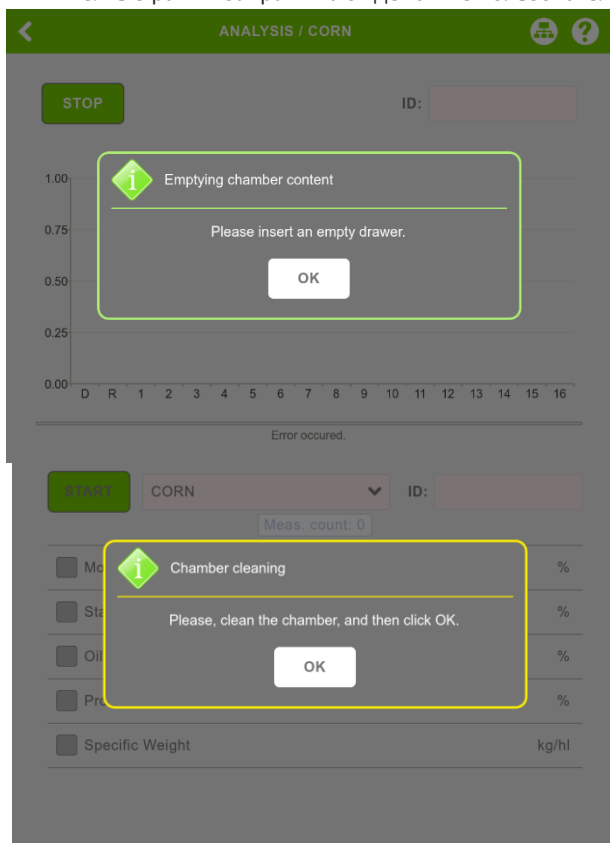 ANALYSIS / CORN
STOP
ID:
Emptying chamber content
Please insert an empty drawer.
OK
1.00
0.75
0.50
0.25
0.00
D R 1 2 3 4 5 6 7 8 9 10 11 12 13 14 15 16
Error occured.
START CORN ID:
Meas. count: 0
Chamber cleaning
Please, clean the chamber, and then click OK.
OK
Mo %
Sta %
Oil %
Pro %
Specific Weight kg/hl